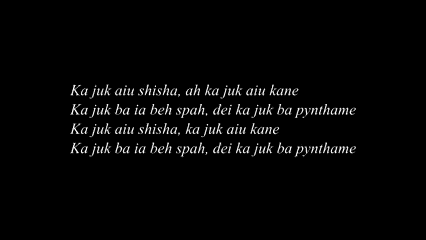 Ka juk aiu shisha, ah ka juk aiu kane
Ka juk ba ia beh spah, dei ka juk ba pynthame
Ka juk aiu shisha, ka juk aiu kane
Ka juk ba ia beh spah, dei ka juk ba pynthame